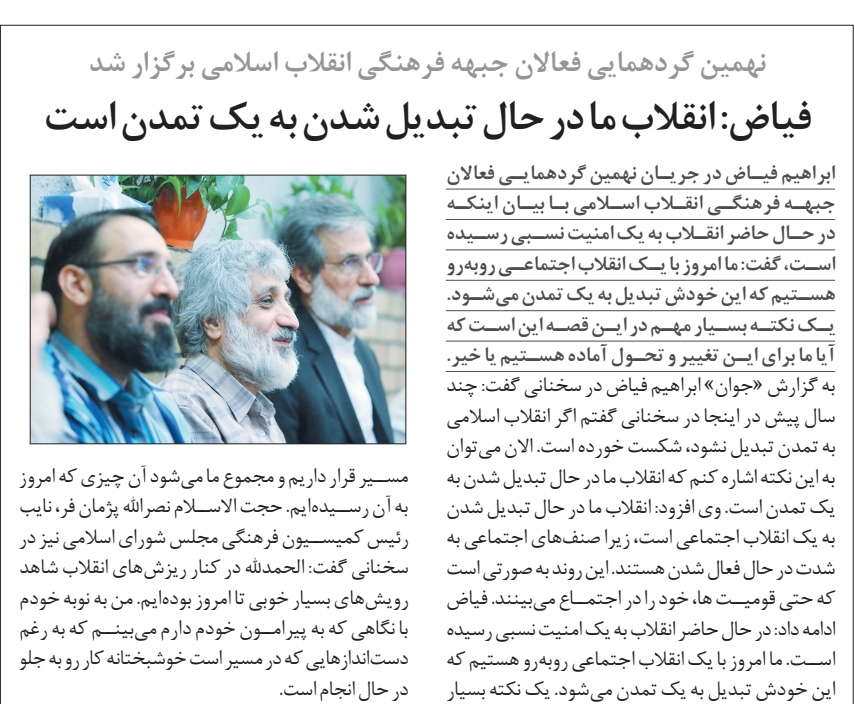 نهمین گردهمایی فعالان جبهه فرهنگی انقلاب اسلامی برگزار شد
فیاض: انقلاب ما در حال تبدیل شدن به یک تمدن است
ابراهیم فیاض در جریان نهمین گردهمایی فعالان
جبهه فرهنگی انقلاب اسلامی با بیان اینکه
در حال حاضر انقلاب به یک امنیت نسبی رسیده
است، گفت: ما امروز با یک انقلاب اجتماعی روبه‌رو
هستیم که این خودش تبدیل به یک تمدن می‌شود.
یک نکته بسیار مهم در این قصه این است که
آیا ما برای این تغییر و تحول آماده هستیم یا خیر.
به گزارش «جوان» ابراهیم فیاض در سخنانی گفت: چند
سال پیش در اینجا در سخنانی گفتم اگر انقلاب اسلامی
به تمدن تبدیل نشود، شکست خورده است. الان می‌توان
به این نکته اشاره کنم که انقلاب ما در حال تبدیل شدن به
یک تمدن است. وی افزود: انقلاب ما در حال تبدیل شدن
به یک انقلاب اجتماعی است، زیرا صنف‌های اجتماعی به
شدت در حال فعال شدن هستند. این روند به صورتی است
که حتی قومیت ها، خود را در اجتماع می‌بینند. فیاض
ادامه داد: در حال حاضر انقلاب به یک امنیت نسبی رسیده
است. ما امروز با یک انقلاب اجتماعی روبه‌رو هستیم که
این خودش تبدیل به یک تمدن می‌شود. یک نکته بسیار
مسیر قرار داریم و مجموع ما می‌شود آن چیزی که امروز
به آن رسیده‌ایم. حجت الاسلام نصرالله پژمان فر، نایب
رئیس کمیسیون فرهنگی مجلس شورای اسلامی نیز در
سخنانی گفت: الحمدلله در کنار ریزش‌های انقلاب شاهد
رویش‌های بسیار خوبی تا امروز بوده‌ایم. من به نوبه خودم
با نگاهی که به پیرامون خودم دارم می‌بینم که به رغم
دست‌اندازهایی که در مسیر است خوشبختانه کار رو به جلو
در حال انجام است.